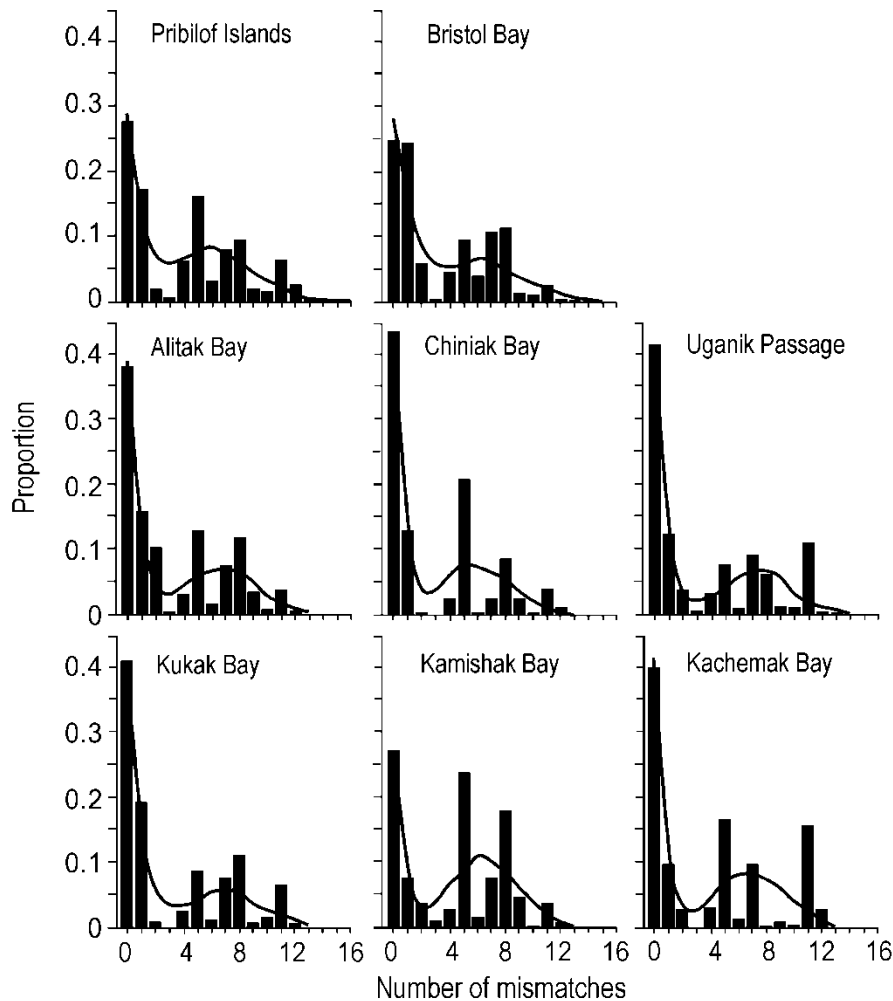 Pribilof Islands
Bristol Bay
0.4
0.3
0.2
0.1
0
Alitak Bay
Chiniak Bay
Uganik Passage
0.4
0.3
0.2
0.1
0
Proportion
Kukak Bay
Kamishak Bay
Kachemak Bay
0.4
0.3
0.2
0.1
0
0 8 16 0 4 8 12 16 0 4 8 12 16
Number of mismatches